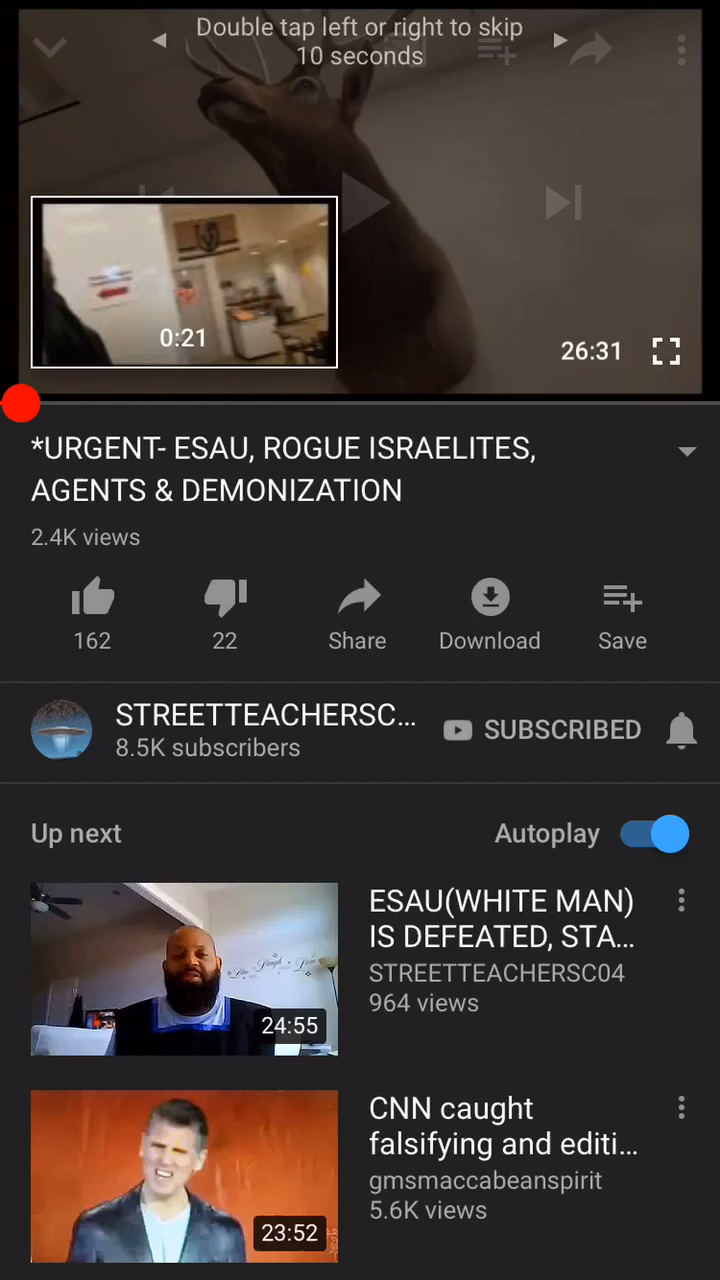 Double tap left or right to skip
10 seconds
0:21
26:31
*URGENT- ESAU, ROGUE ISRAELITES,
AGENTS & DEMONIZATION
2.4K views
162
22
Share
Download
Save
STREETTEACHERSC...
8.5K subscribers
SUBSCRIBED
Up next
Autoplay
24:55
ESAU(WHITE MAN)
IS DEFEATED, STA...
STREETTEACHERSC04
964 views
23:52
CNN caught
falsifying and editi...
gmsmaccabeanspirit
5.6K views